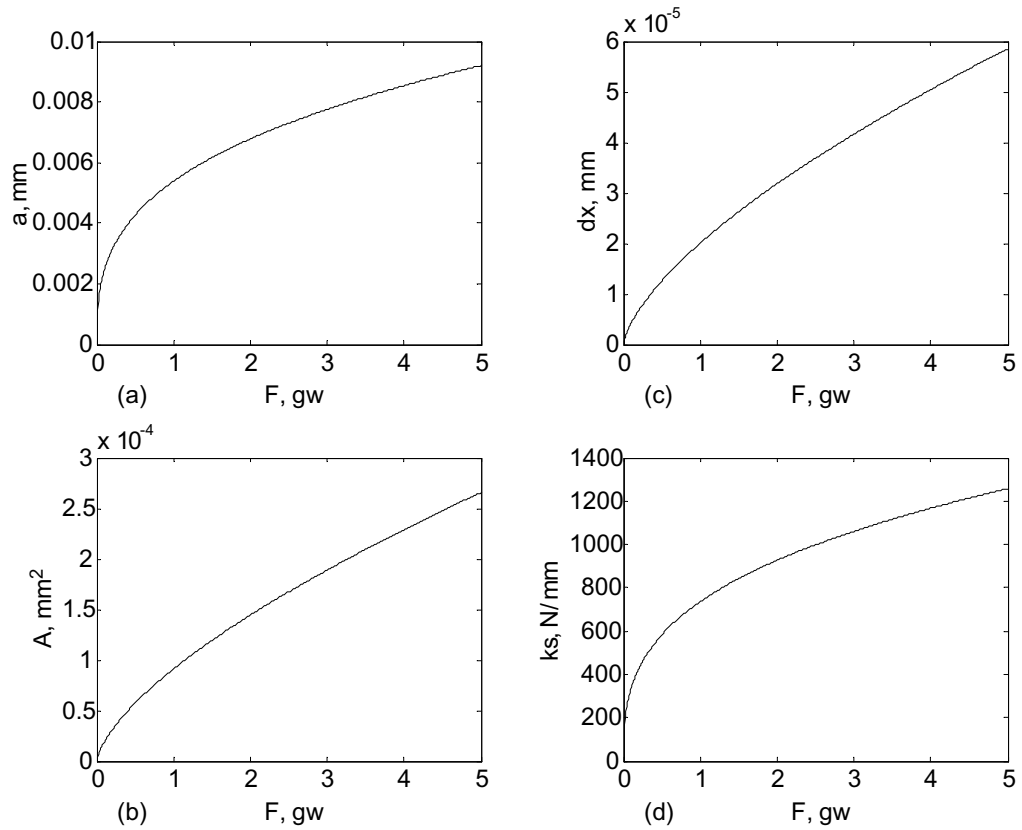 0.01
0.008
0.006
0.004
0.002
0
a, mm
0 1 2 3 4 5
(a) F, gw
x 10-5
6
5
4
3
2
1
0
dx, mm
0 1 2 3 4 5
(c) F, gw
x 10-4
3
2.5
2
1.5
1
0.5
0
A, mm2
0 1 2 3 4 5
(b) F, gw
1400
1200
1000
800
600
400
200
0
ks, N/mm
0 1 2 3 4 5
(d) F, gw